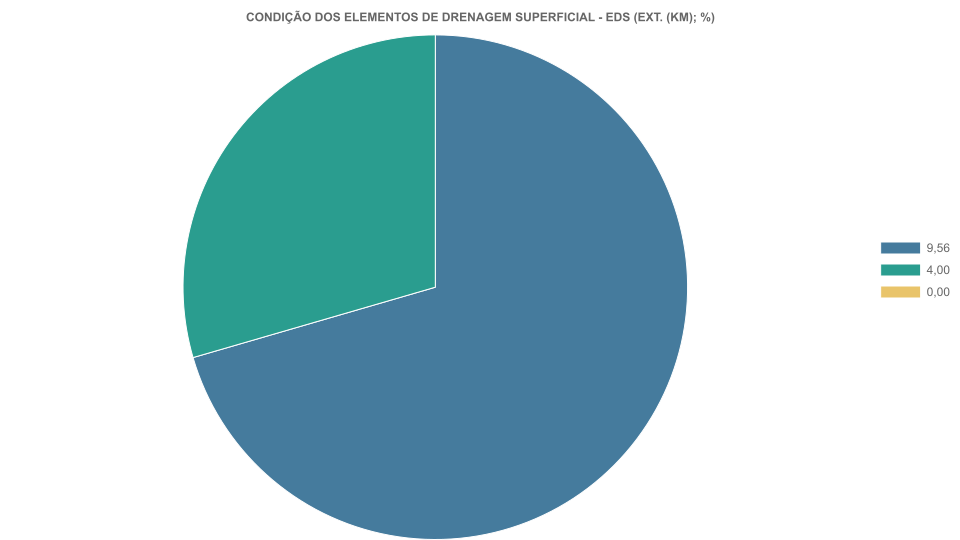 CONDIÇÃO DOS ELEMENTOS DE DRENAGEM SUPERFICIAL - EDS (EXT. (KM); %)
9,56
4,00
0,00